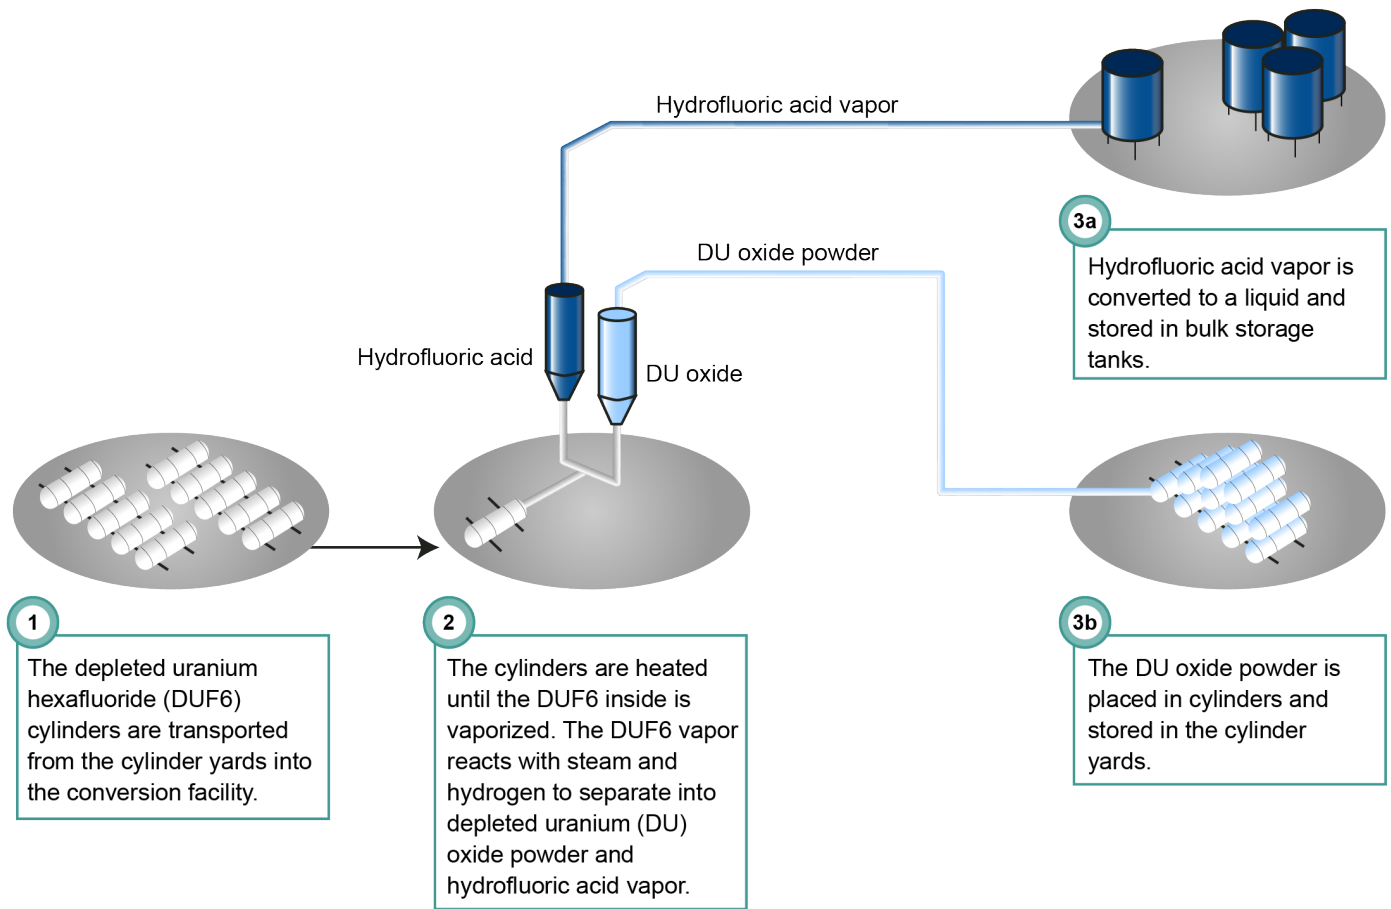 Hydrofluoric acid vapor
DU oxide powder
Hydrofluoric acid
DU oxide
1
The depleted uranium
hexafluoride (DUF6)
cylinders are transported
from the cylinder yards into
the conversion facility.
2
The cylinders are heated
until the DUF6 inside is
vaporized. The DUF6 vapor
reacts with steam and
hydrogen to separate into
depleted uranium (DU)
oxide powder and
hydrofluoric acid vapor.
3a
Hydrofluoric acid vapor is
converted to a liquid and
stored in bulk storage
tanks.
3b
The DU oxide powder is
placed in cylinders and
stored in the cylinder
yards.